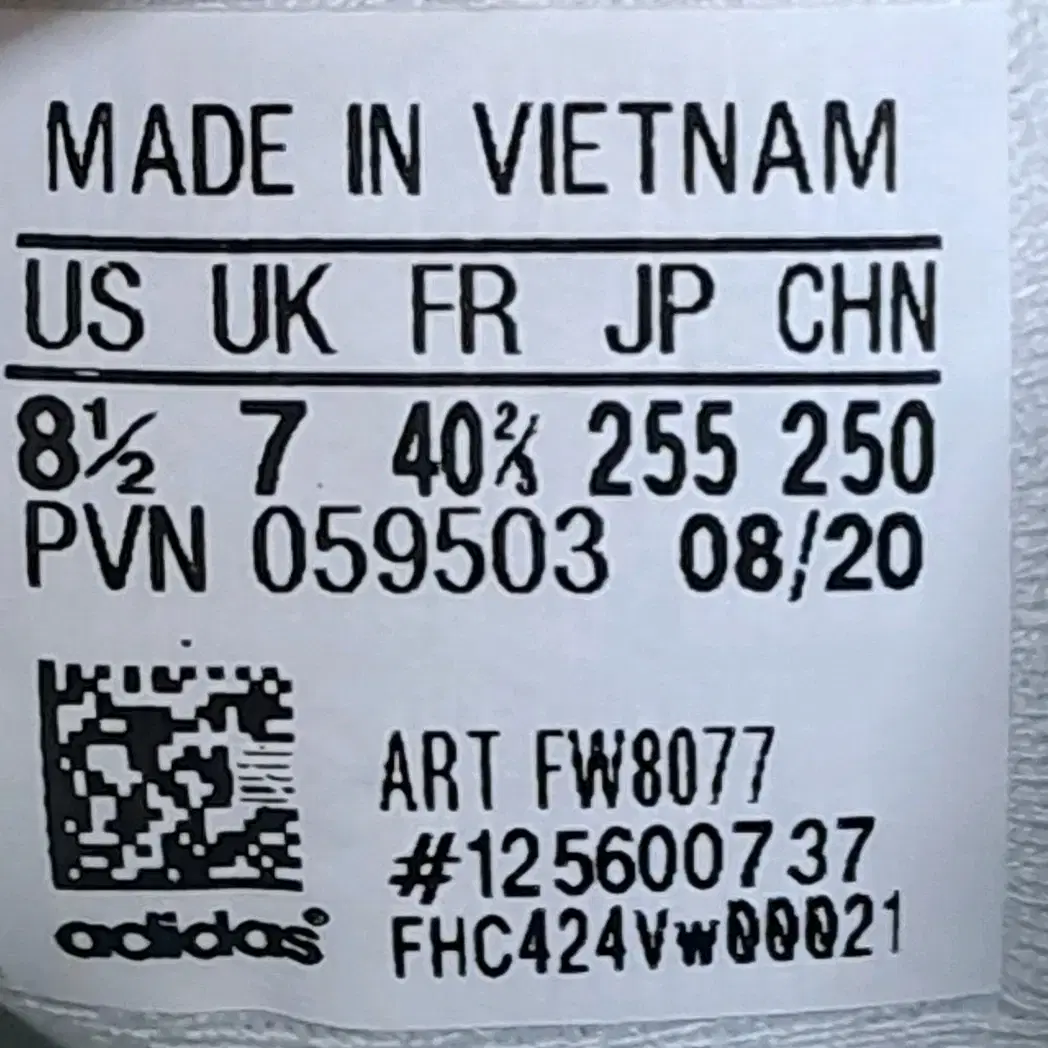 MADE IN VIETNAM
US UK FR JP CHN
8½ 7 40⅔ 255 250
PVN 059503 08/20
ART FW8077
#125600737
adidas®